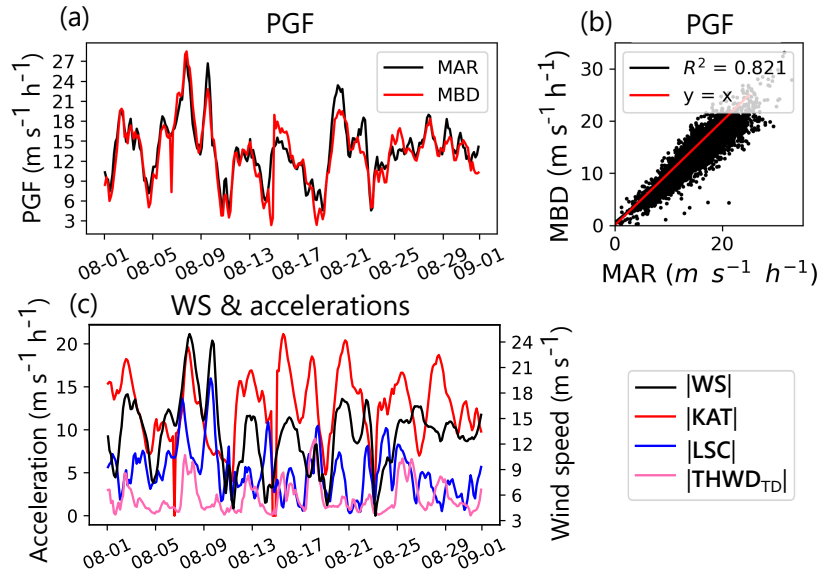 (a)
PGF
PGF (m s⁻¹ h⁻¹)
27
24
21
18
15
12
9
6
3
MAR
MBD
08-01
08-05
08-09
08-13
08-17
08-21
08-25
08-29
09-01
(b)
PGF
MBD (m s⁻¹ h⁻¹)
30
20
10
0
R² = 0.821
y = x
0
20
MAR (m s⁻¹ h⁻¹)
(c)
WS & accelerations
Acceleration (m s⁻¹ h⁻¹)
20
15
10
5
0
24
21
18
15
12
9
6
3
Wind speed (m s⁻¹)
08-01
08-05
08-09
08-13
08-17
08-21
08-25
08-29
09-01
|WS|
|KAT|
|LSC|
|THWD_TD|